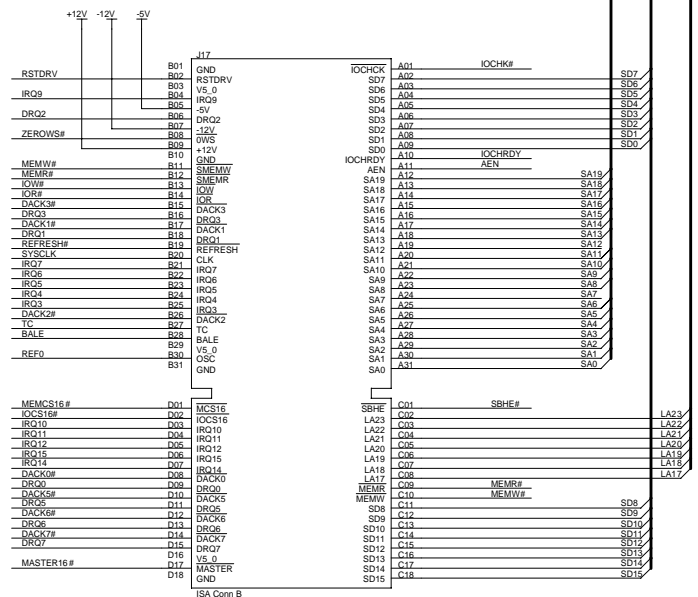 +12V -12V -5V
J17
RSTDRV
IRQ9
DRQ2
ZEROWS#
MEMW#
MEMR#
IOW#
IOR#
DACK3#
DRQ3
DACK1#
DRQ1
REFRESH#
SYSCLK
IRQ7
IRQ6
IRQ5
IRQ4
IRQ3
DACK2#
TC
BALE
REF0
B01
B02
B03
B04
B05
B06
B07
B08
B09
B10
B11
B12
B13
B14
B15
B16
B17
B18
B19
B20
B21
B22
B23
B24
B25
B26
B27
B28
B29
B30
B31
GND
RSTDRV
V5_0
IRQ9
-5V
DRQ2
-12V
0WS
+12V
GND
SMEMW
SMEMR
IOW
IOR
DACK3
DRQ3
DACK1
DRQ1
REFRESH
CLK
IRQ7
IRQ6
IRQ5
IRQ4
IRQ3
DACK2
TC
BALE
V5_0
OSC
GND
IOCHCK
SD7
SD6
SD5
SD4
SD3
SD2
SD1
SD0
IOCHRDY
AEN
SA19
SA18
SA17
SA16
SA15
SA14
SA13
SA12
SA11
SA10
SA9
SA8
SA7
SA6
SA5
SA4
SA3
SA2
SA1
SA0
A01
A02
A03
A04
A05
A06
A07
A08
A09
A10
A11
A12
A13
A14
A15
A16
A17
A18
A19
A20
A21
A22
A23
A24
A25
A26
A27
A28
A29
A30
A31
IOCHK#
SD7
SD6
SD5
SD4
SD3
SD2
SD1
SD0
IOCHRDY
AEN
SA19
SA18
SA17
SA16
SA15
SA14
SA13
SA12
SA11
SA10
SA9
SA8
SA7
SA6
SA5
SA4
SA3
SA2
SA1
SA0
MEMCS16#
IOCS16#
IRQ10
IRQ11
IRQ12
IRQ15
IRQ14
DACK0#
DRQ0
DACK5#
DRQ5
DACK6#
DRQ6
DACK7#
DRQ7
MASTER16#
D01
D02
D03
D04
D05
D06
D07
D08
D09
D10
D11
D12
D13
D14
D15
D16
D17
D18
MCS16
IOCS16
IRQ10
IRQ11
IRQ12
IRQ15
IRQ14
DACK0
DRQ0
DACK5
DRQ5
DACK6
DRQ6
DACK7
DRQ7
V5_0
MASTER
GND
SBHE
LA23
LA22
LA21
LA20
LA19
LA18
LA17
MEMR
MEMW
SD8
SD9
SD10
SD11
SD12
SD13
SD14
SD15
C01
C02
C03
C04
C05
C06
C07
C08
C09
C10
C11
C12
C13
C14
C15
C16
C17
C18
SBHE#
LA23
LA22
LA21
LA20
LA19
LA18
LA17
MEMR#
MEMW#
SD8
SD9
SD10
SD11
SD12
SD13
SD14
SD15
ISA Conn B